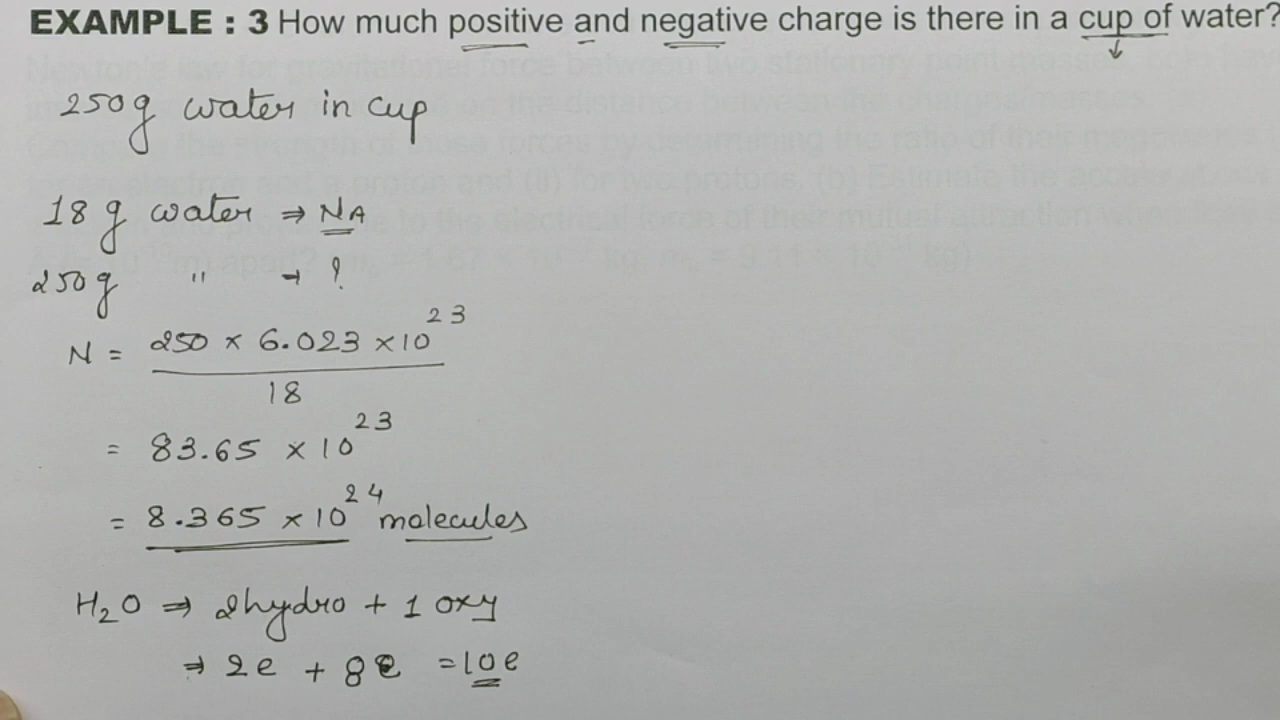 EXAMPLE : 3 How much positive and negative charge is there in a cup of water?
250g water in cup
18 g water ⇒ NA
250g " → ?
N = 250 × 6.023 × 10^23 / 18
= 83.65 × 10^23
= 8.365 × 10^24 molecules
H₂O ⇒ 2hydro + 1 oxy
⇒ 2e + 8e = 10e